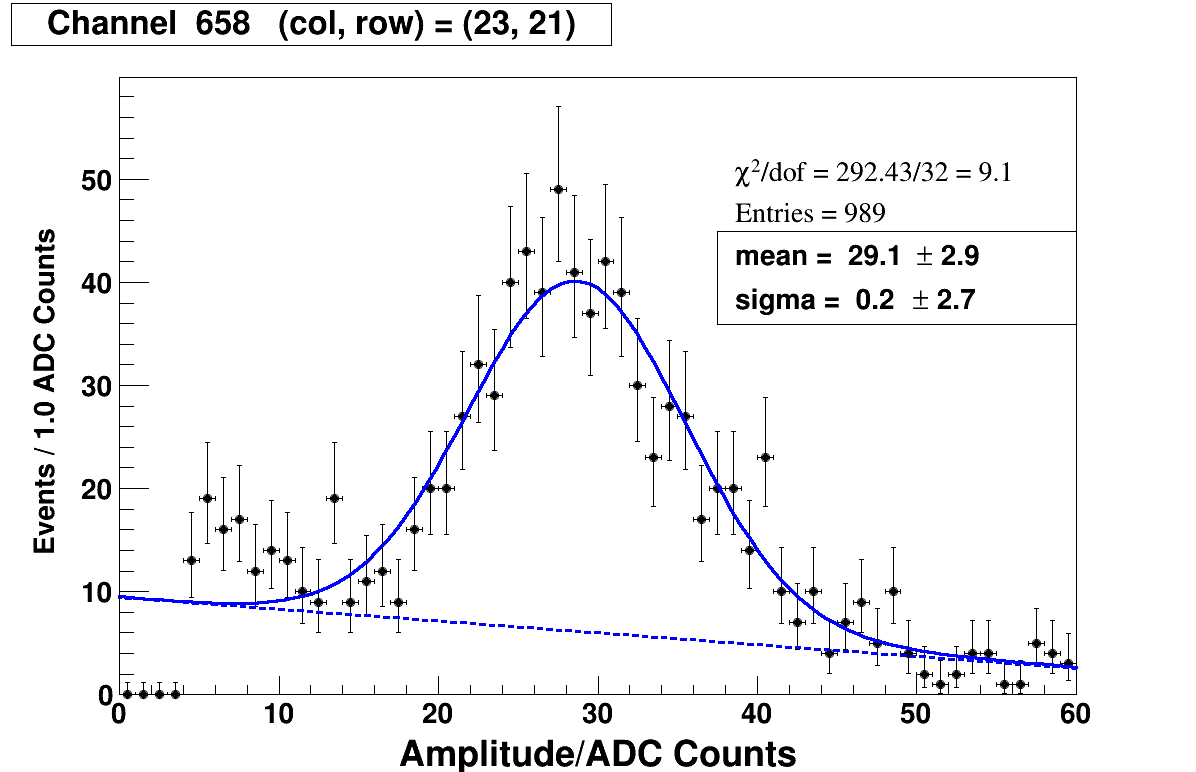 Channel 658 (col, row) = (23, 21)
χ²/dof = 292.43/32 = 9.1
Entries = 989
mean = 29.1 ± 2.9
sigma = 0.2 ± 2.7
Events / 1.0 ADC Counts
50
40
30
20
10
0
0 10 20 30 40 50 60
Amplitude/ADC Counts